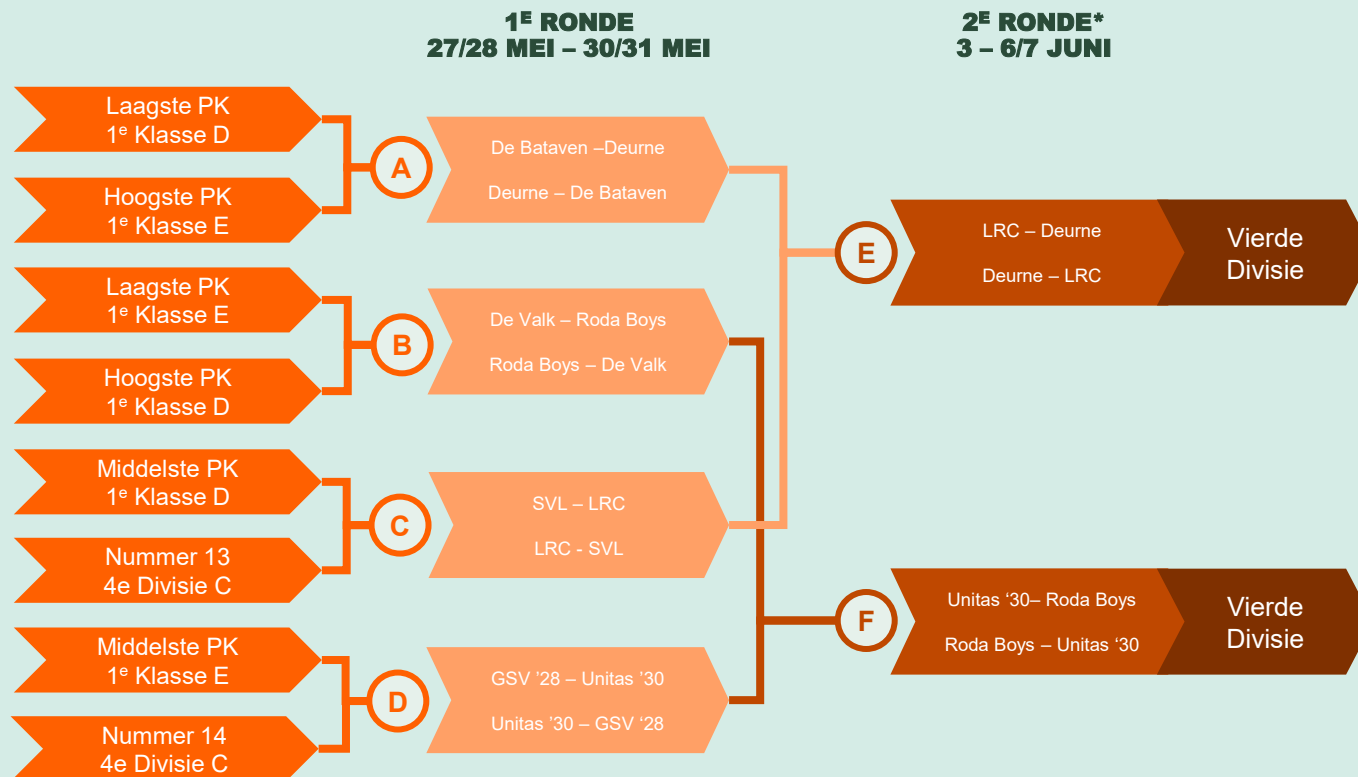 1E RONDE
27/28 MEI – 30/31 MEI
2E RONDE*
3 – 6/7 JUNI
Laagste PK
1e Klasse D
Hoogste PK
1e Klasse E
A
De Bataven –Deurne
Deurne – De Bataven
Laagste PK
1e Klasse E
Hoogste PK
1e Klasse D
B
De Valk – Roda Boys
Roda Boys – De Valk
Middelste PK
1e Klasse D
Nummer 13
4e Divisie C
C
SVL – LRC
LRC - SVL
Middelste PK
1e Klasse E
Nummer 14
4e Divisie C
D
GSV ’28 – Unitas ’30
Unitas ’30 – GSV ’28
E
LRC – Deurne
Deurne – LRC
Vierde
Divisie
F
Unitas ‘30– Roda Boys
Roda Boys – Unitas ’30
Vierde
Divisie